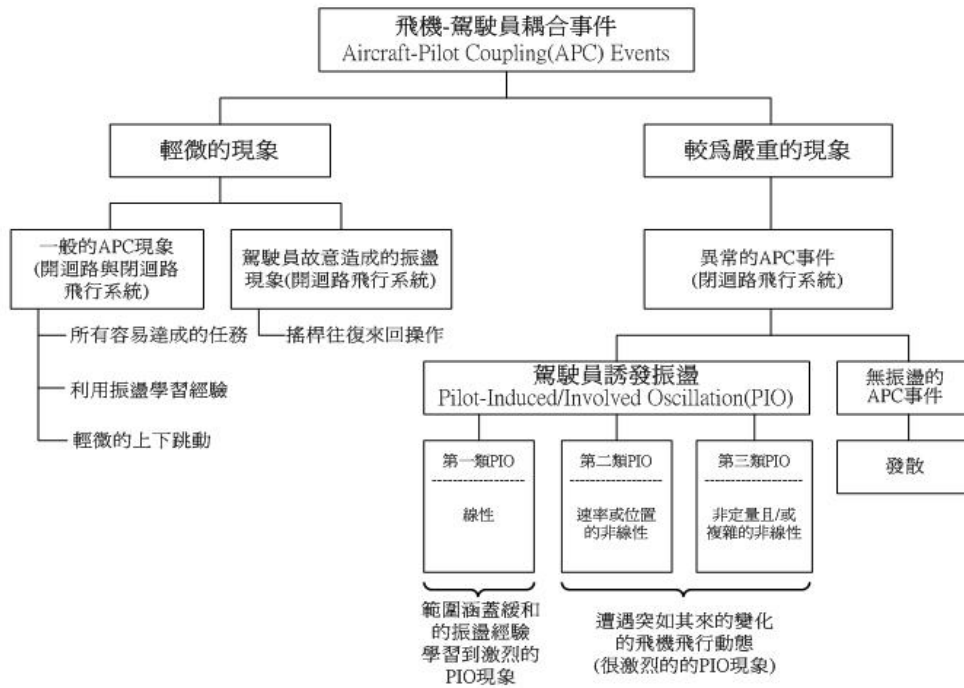 飛機-駕駛員耦合事件
Aircraft-Pilot Coupling(APC) Events
輕微的現象
較為嚴重的現象
一般的APC現象
(開迴路與閉迴路
飛行系統)
駕駛員故意造成的振盪
現象(開迴路飛行系統)
異常的APC事件
(閉迴路飛行系統)
所有容易達成的任務
利用振盪學習經驗
輕微的上下跳動
搖桿往復來回操作
駕駛員誘發振盪
Pilot-Induced/Involved Oscillation(PIO)
無振盪的
APC事件
第一類PIO
線性
第二類PIO
速率或位置
的非線性
第三類PIO
非定量且/或
複雜的非線性
發散
範圍涵蓋緩和
的振盪經驗
學習到激烈的
PIO現象
遭遇突如其來的變化
的飛機飛行動態
(很激烈的的PIO現象)